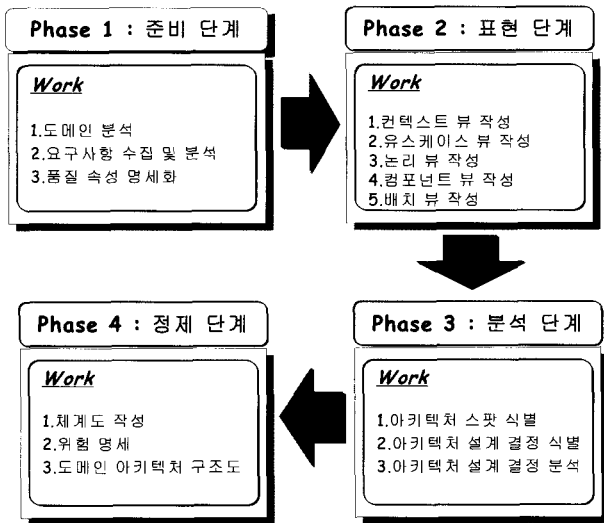 Phase 1 : 준비 단계
Work
1.도메인 분석
2.요구사항 수집 및 분석
3.품질 속성 명세화
Phase 2 : 표현 단계
Work
1.컨텍스트 뷰 작성
2.유스케이스 뷰 작성
3.논리 뷰 작성
4.컴포넌트 뷰 작성
5.배치 뷰 작성
Phase 3 : 분석 단계
Work
1.아키텍처 스팟 식별
2.아키텍처 설계 결정 식별
3.아키텍처 설계 결정 분석
Phase 4 : 정제 단계
Work
1.체계도 작성
2.위험 명세
3.도메인 아키텍처 구조도